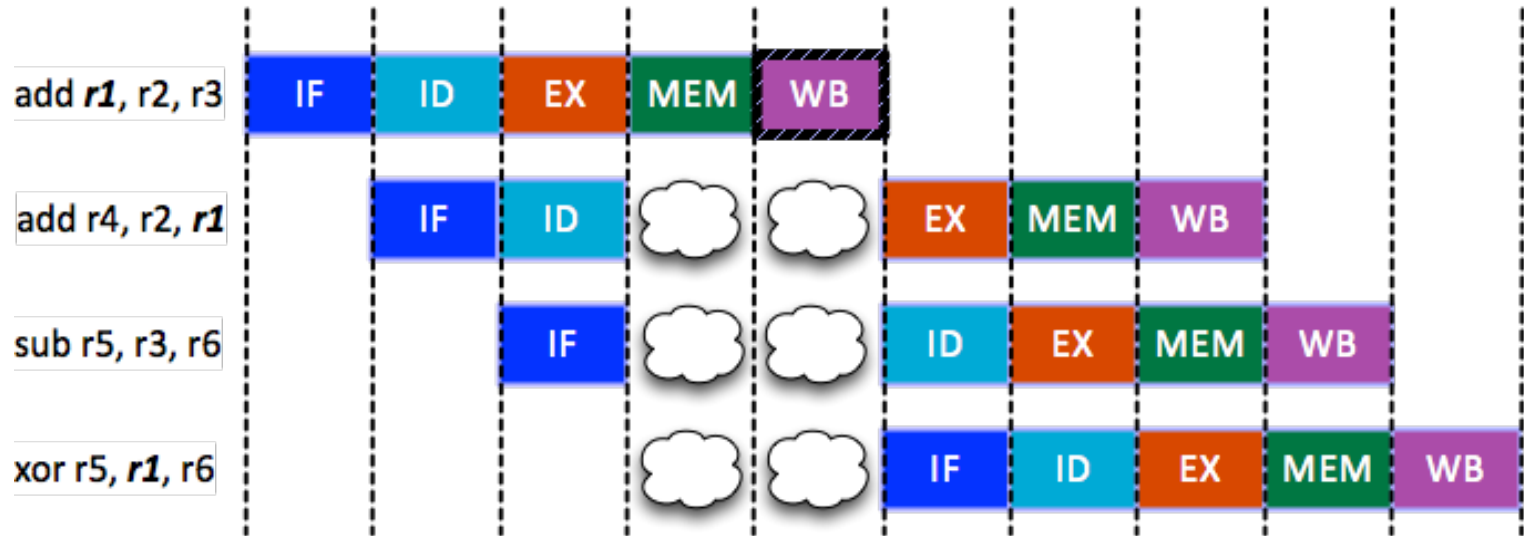 add r1, r2, r3 IF ID EX MEM WB
add r4, r2, r1 IF ID EX MEM WB
sub r5, r3, r6 IF ID EX MEM WB
xor r5, r1, r6 IF ID EX MEM WB